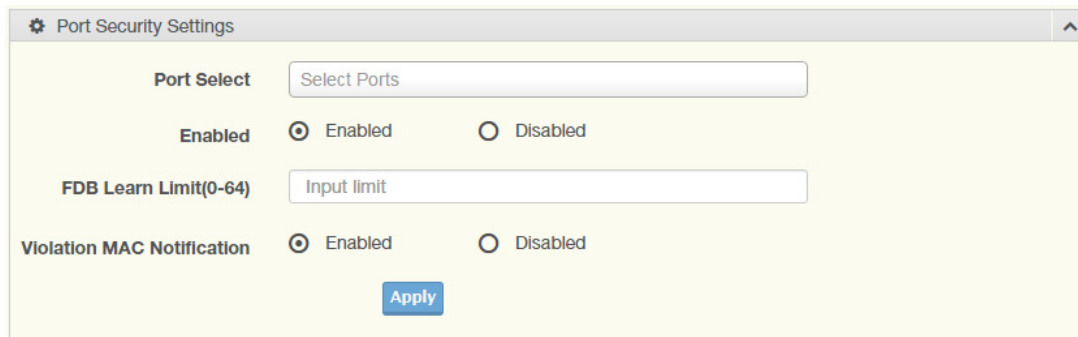 Port Security Settings
Port Select Select Ports
Enabled Enabled Disabled
FDB Learn Limit(0-64) Input limit
Violation MAC Notification Enabled Disabled
Apply